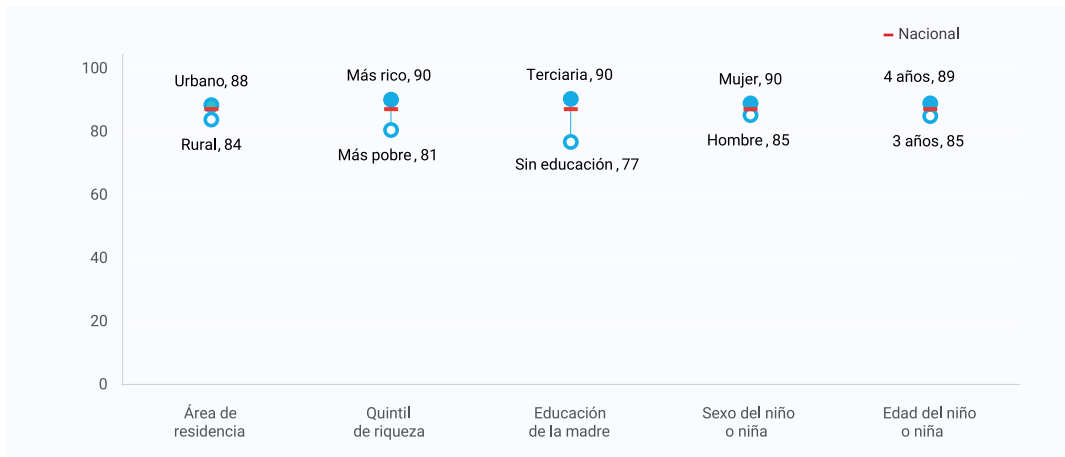 Nacional
100
80
60
40
20
0
Urbano, 88
Rural, 84
Más rico, 90
Más pobre, 81
Terciaria, 90
Sin educación, 77
Mujer, 90
Hombre, 85
4 años, 89
3 años, 85
Área de
residencia
Quintil
de riqueza
Educación
de la madre
Sexo del niño
o niña
Edad del niño
o niña